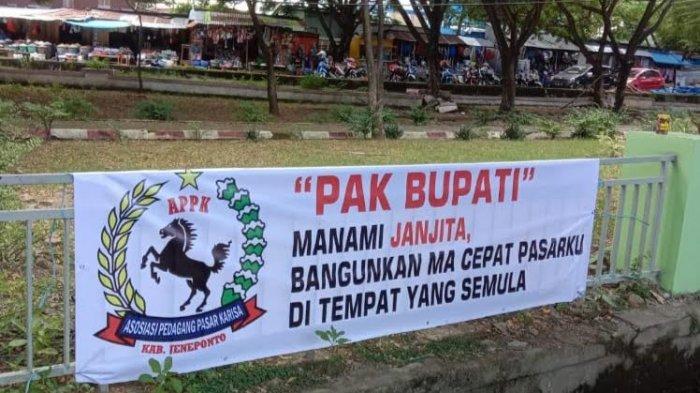 APPK
ASOSIASI PEDAGANG PASAR KARISA
KAB. JENEPONTO
"PAK BUPATI"
MANAMI JANJITA,
BANGUNKAN MA CEPAT PASARKU
DI TEMPAT YANG SEMULA